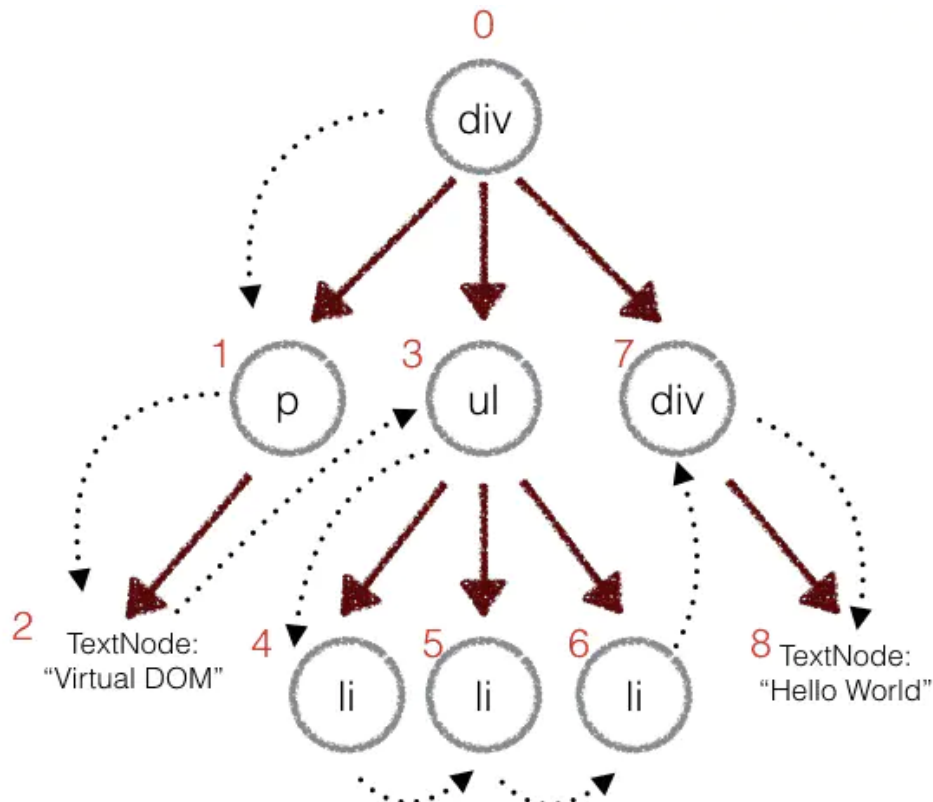 0
div
1
p
3
ul
7
div
2
TextNode:
“Virtual DOM”
4
li
5
li
6
li
8
TextNode:
“Hello World”